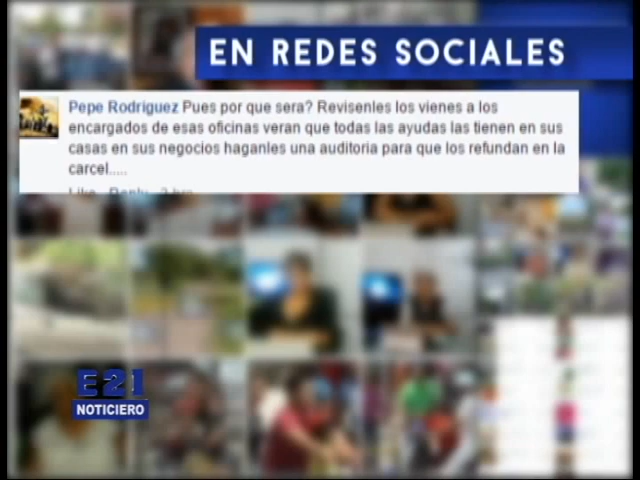 EN REDES SOCIALES
Pepe Rodriguez Pues por que sera? Revisenles los vienes a los
encargados de esas oficinas veran que todas las ayudas las tienen en sus
casas en sus negocios haganles una auditoria para que los refundan en la
carcel.....
E21
NOTICIERO